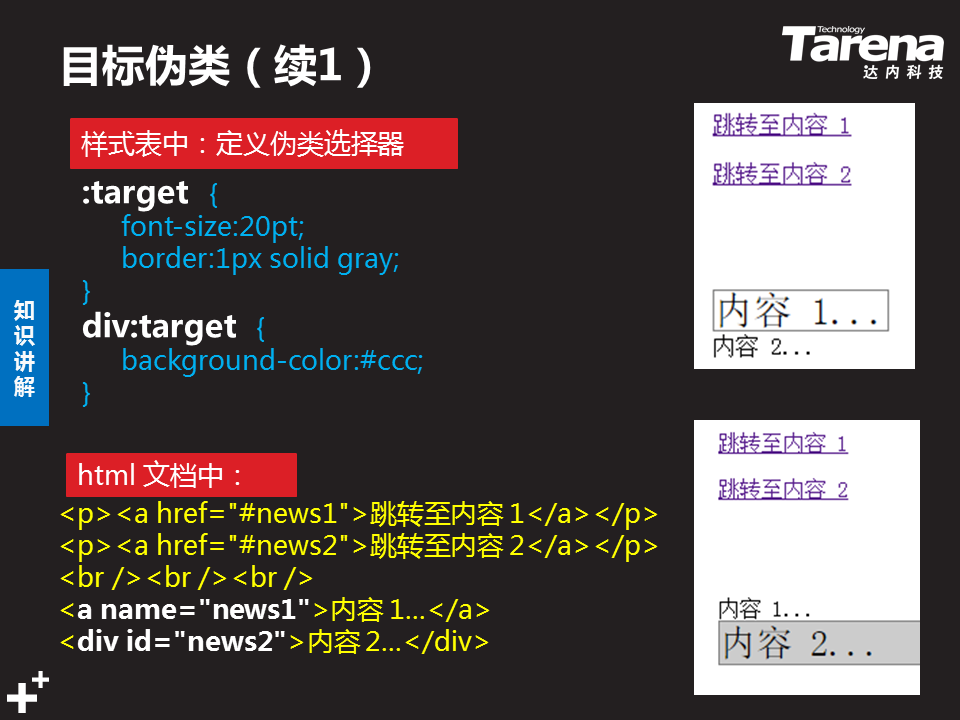 目标伪类（续1）
Technology
Tarena
达内科技
样式表中：定义伪类选择器
:target {
font-size:20pt;
border:1px solid gray;
}
div:target {
background-color:#ccc;
}
知识讲解
html 文档中：
<p><a href="#news1">跳转至内容 1</a></p>
<p><a href="#news2">跳转至内容 2</a></p>
<br /><br /><br />
<a name="news1">内容 1...</a>
<div id="news2">内容 2...</div>
跳转至内容 1
跳转至内容 2
内容 1...
内容 2...
跳转至内容 1
跳转至内容 2
内容 1...
内容 2...